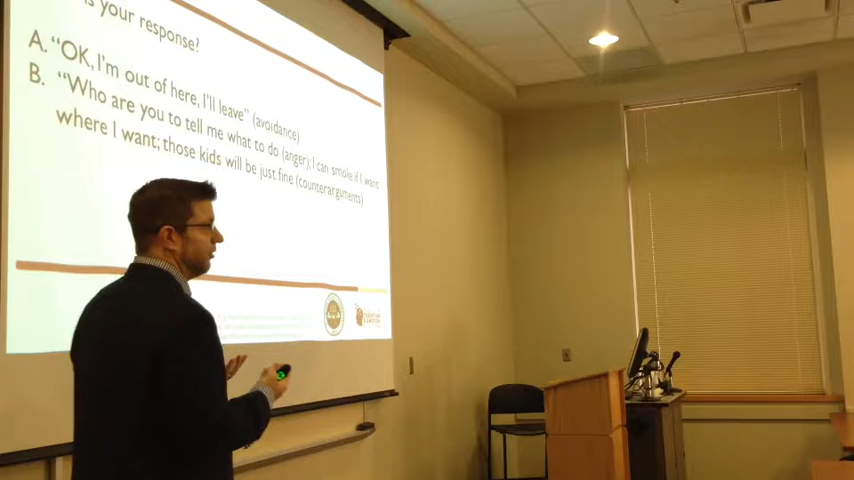 is your response?
A. "OK, I'm out of here, I'll leave" (avoidance)
B. "Who are you to tell me what to do (anger); I can smoke if I want
where I want; those kids will be just fine (counterarguments)